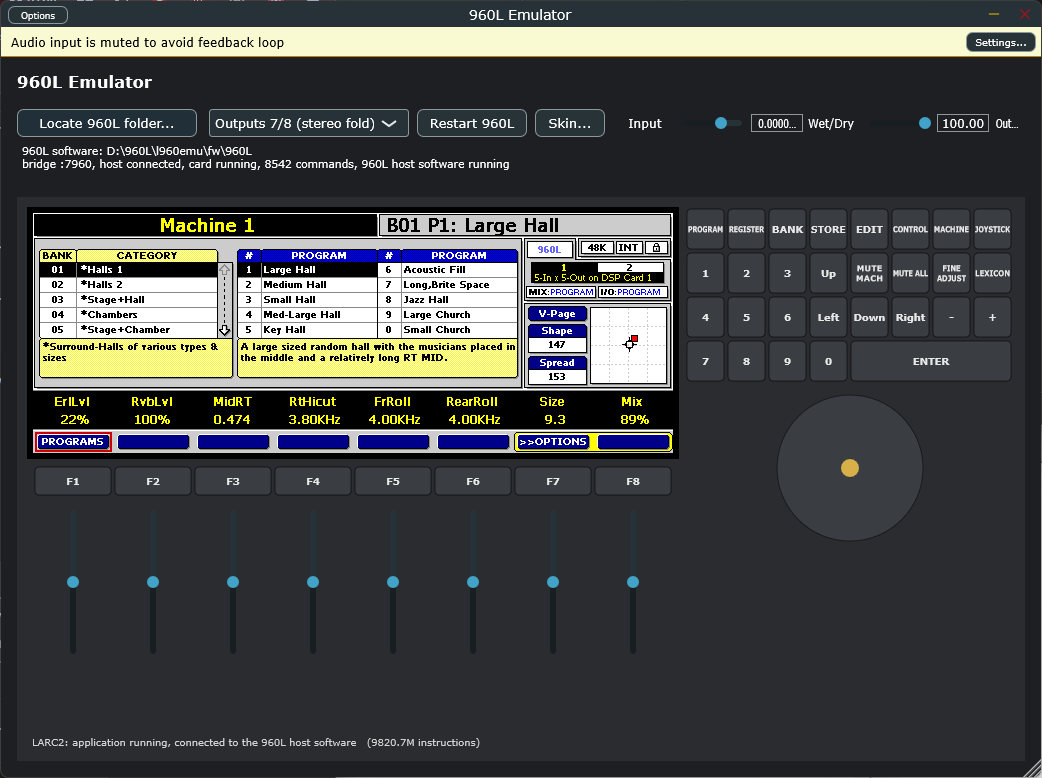 Options
960L Emulator
Audio input is muted to avoid feedback loop
Settings...
960L Emulator
Locate 960L folder...
Outputs 7/8 (stereo fold)
Restart 960L
Skin...
Input
0.0000...
Wet/Dry
100.00
Out...
960L software: D:\960L\l960emu\fw\960L
bridge :7960, host connected, card running, 8542 commands, 960L host software running
Machine 1
B01 P1: Large Hall
BANK CATEGORY
01 *Halls 1
02 *Halls 2
03 *Stage+Hall
04 *Chambers
05 *Stage+Chamber
*Surround-Halls of various types & sizes
# PROGRAM # PROGRAM
1 Large Hall 6 Acoustic Fill
2 Medium Hall 7 Long,Brite Space
3 Small Hall 8 Jazz Hall
4 Med-Large Hall 9 Large Church
5 Key Hall 0 Small Church
A large sized random hall with the musicians placed in
the middle and a relatively long RT MID.
960L 48K INT
1 2
5-In x 5-Out on DSP Card 1
MIX:PROGRAM I/O:PROGRAM
V-Page
Shape
147
Spread
153
ErlLvl RvbLvl MidRT RtHicut FrRoll RearRoll Size Mix
22% 100% 0.474 3.80KHz 4.00KHz 4.00KHz 9.3 89%
PROGRAMS >>OPTIONS
F1 F2 F3 F4 F5 F6 F7 F8
PROGRAM REGISTER BANK STORE EDIT CONTROL MACHINE JOYSTICK
1 2 3 Up MUTE MACH MUTE ALL FINE ADJUST LEXICON
4 5 6 Left Down Right - +
7 8 9 0 ENTER
LARC2: application running, connected to the 960L host software (9820.7M instructions)